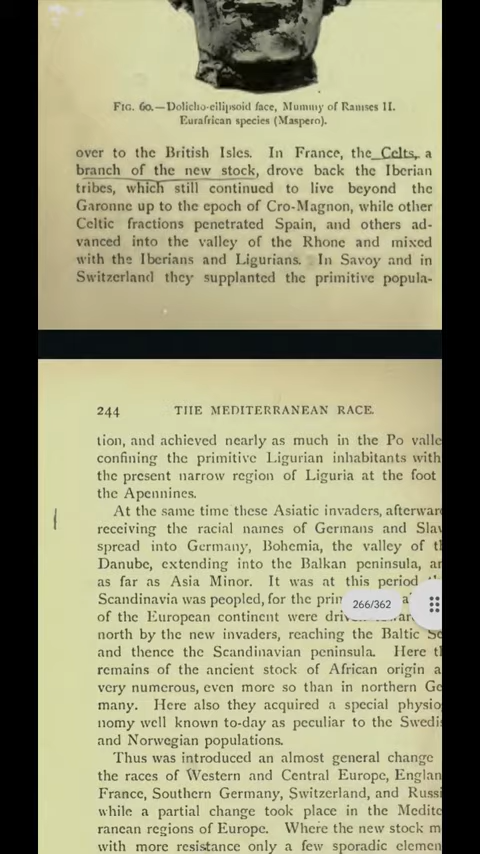 FIG. 60.—Dolicho-ellipsoid face, Mummy of Ramses II.
Eurafrican species (Maspero).
over to the British Isles. In France, the Celts, a
branch of the new stock, drove back the Iberian
tribes, which still continued to live beyond the
Garonne up to the epoch of Cro-Magnon, while other
Celtic fractions penetrated Spain, and others ad-
vanced into the valley of the Rhone and mixed
with the Iberians and Ligurians. In Savoy and in
Switzerland they supplanted the primitive popula-
244 THE MEDITERRANEAN RACE.
tion, and achieved nearly as much in the Po valle
confining the primitive Ligurian inhabitants with
the present narrow region of Liguria at the foot
the Apennines.
At the same time these Asiatic invaders, afterwar
receiving the racial names of Germans and Slav
spread into Germany, Bohemia, the valley of t
Danube, extending into the Balkan peninsula, an
as far as Asia Minor. It was at this period
Scandinavia was peopled, for the prim
266/362
of the European continent were driv
north by the new invaders, reaching the Baltic Se
and thence the Scandinavian peninsula. Here t
remains of the ancient stock of African origin a
very numerous, even more so than in northern Ge
many. Here also they acquired a special physio
nomy well known to-day as peculiar to the Swedi
and Norwegian populations.
Thus was introduced an almost general change
the races of Western and Central Europe, Englan
France, Southern Germany, Switzerland, and Russi
while a partial change took place in the Medite
ranean regions of Europe. Where the new stock m
with more resistance only a few sporadic elemen